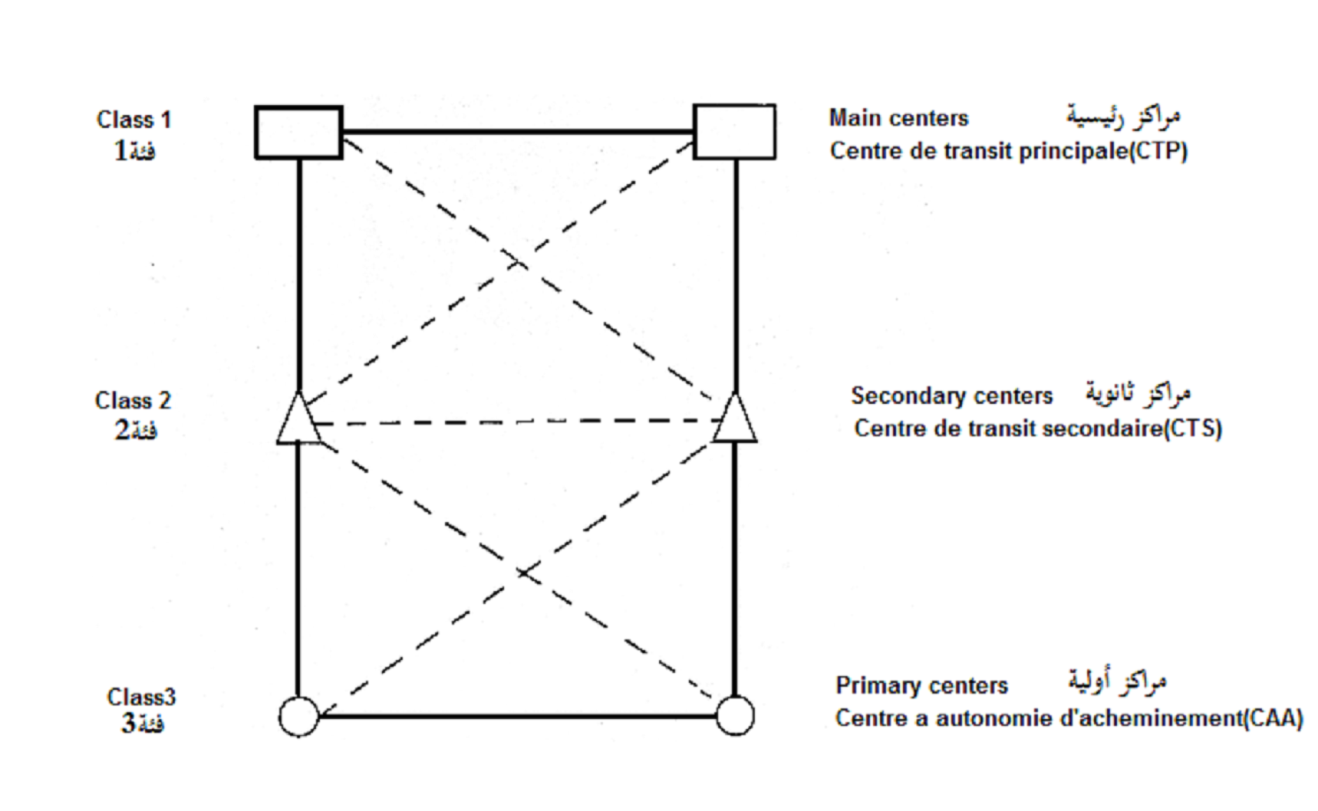 Class 1
فئة1
Main centers مراكز رئيسية
Centre de transit principale(CTP)
Class 2
فئة2
Secondary centers مراكز ثانوية
Centre de transit secondaire(CTS)
Class3
فئة3
Primary centers مراكز أولية
Centre a autonomie d'acheminement(CAA)